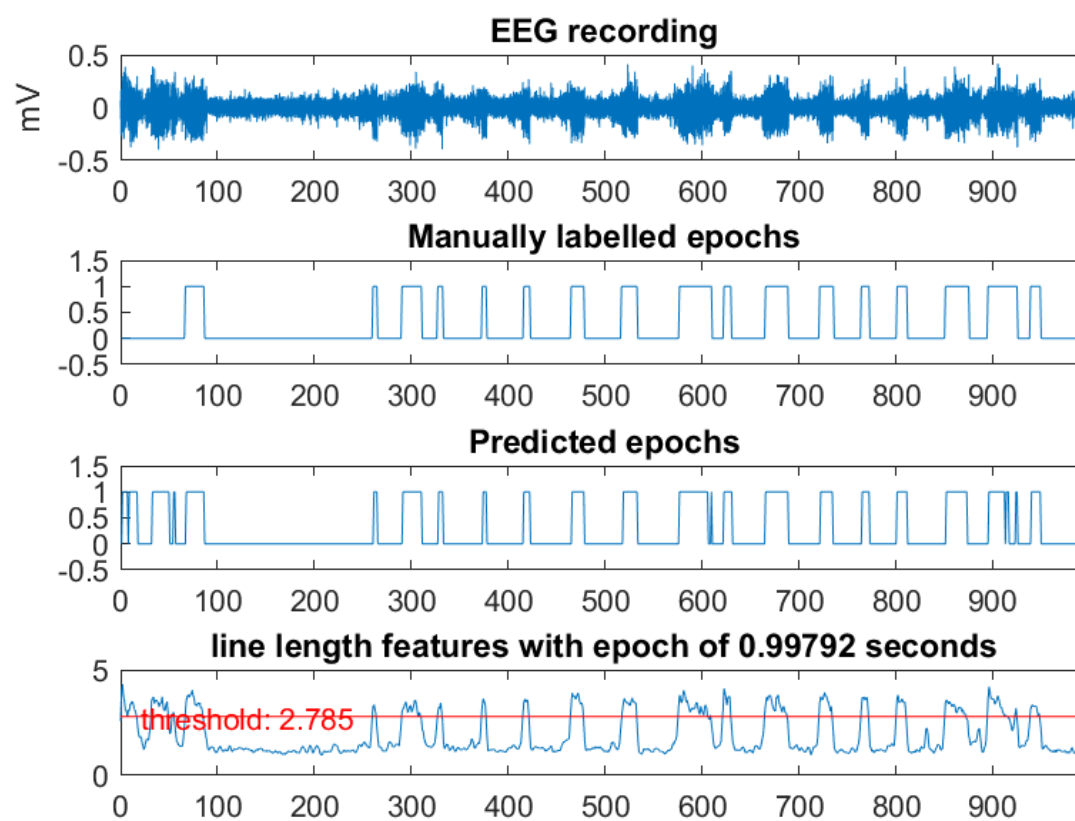 EEG recording
mV
0.5
0
-0.5
0 100 200 300 400 500 600 700 800 900
Manually labelled epochs
1.5
1
0.5
0
-0.5
0 100 200 300 400 500 600 700 800 900
Predicted epochs
1.5
1
0.5
0
-0.5
0 100 200 300 400 500 600 700 800 900
line length features with epoch of 0.99792 seconds
5
threshold: 2.785
0
0 100 200 300 400 500 600 700 800 900